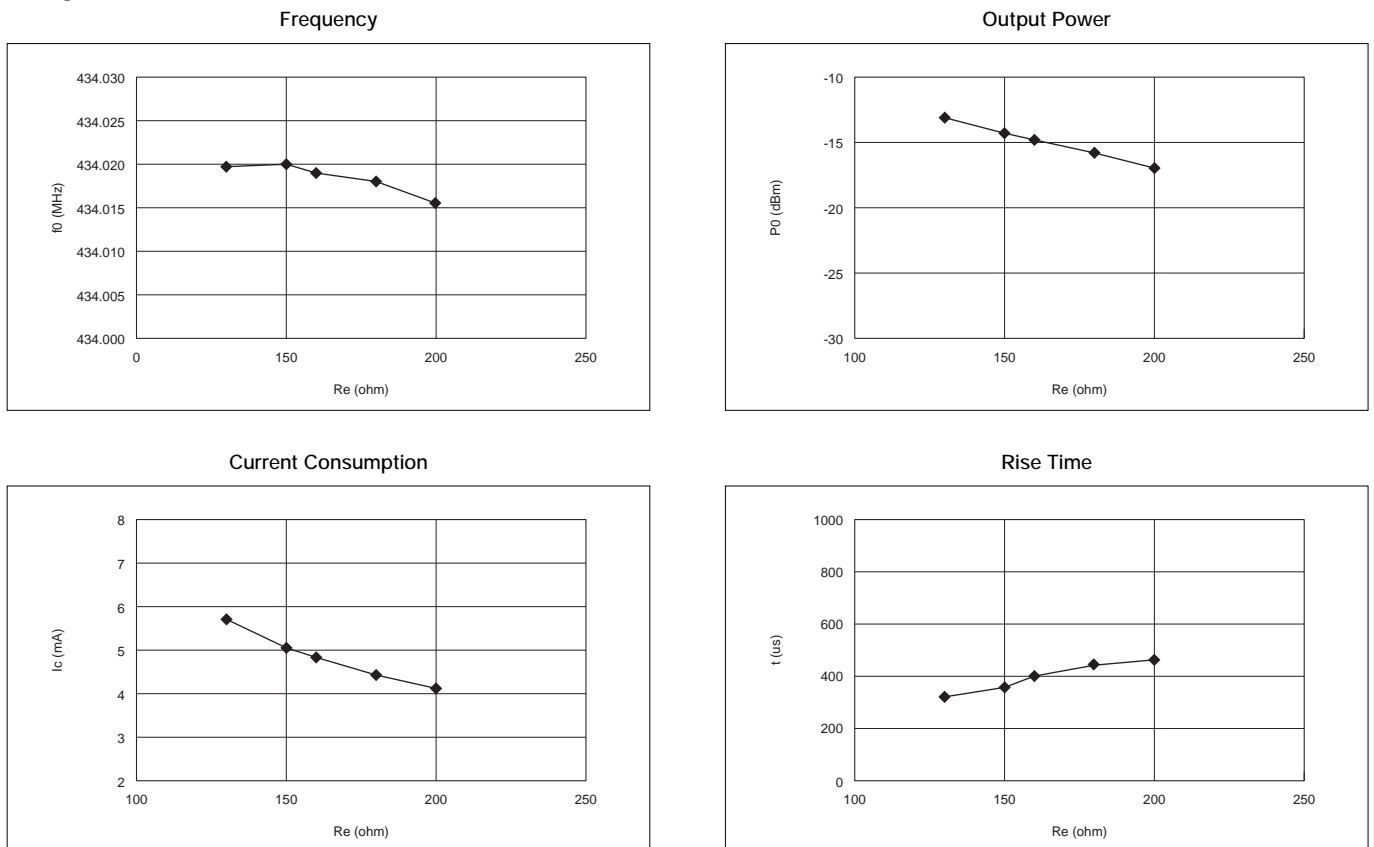 Frequency
434.030
434.025
434.020
434.015
434.010
434.005
434.000
f0 (MHz)
0 150 200 250
Re (ohm)
Output Power
-10
-15
-20
-25
-30
P0 (dBm)
100 150 200 250
Re (ohm)
Current Consumption
8
7
6
5
4
3
2
Ic (mA)
100 150 200 250
Re (ohm)
Rise Time
1000
800
600
400
200
0
t (us)
100 150 200 250
Re (ohm)